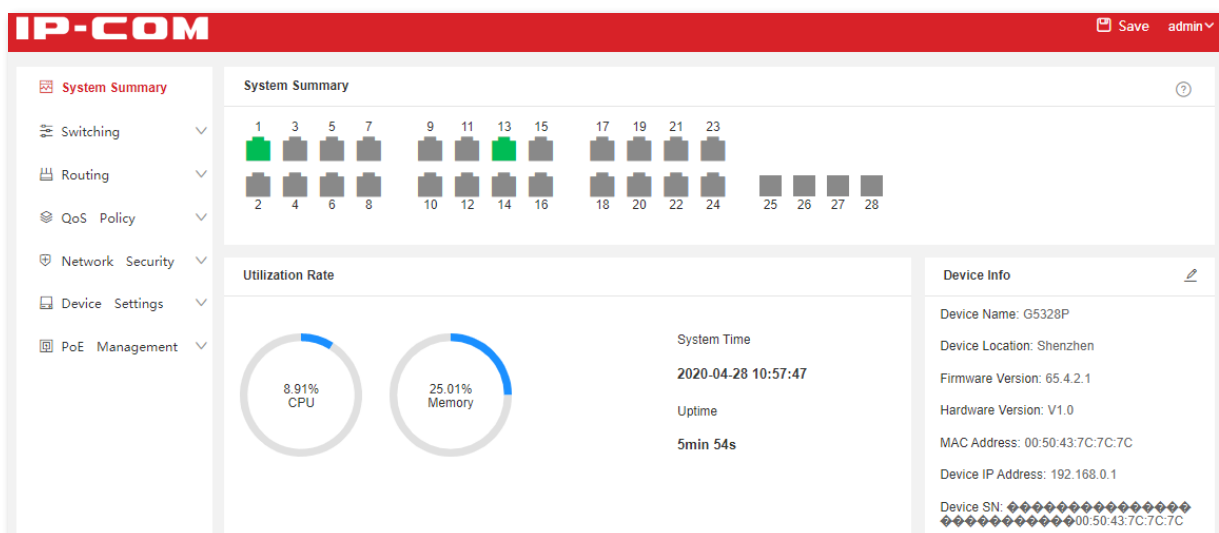 IP-COM
Save admin
System Summary
Switching
Routing
QoS Policy
Network Security
Device Settings
PoE Management
System Summary
1 3 5 7 9 11 13 15 17 19 21 23
2 4 6 8 10 12 14 16 18 20 22 24 25 26 27 28
Utilization Rate
8.91%
CPU
25.01%
Memory
System Time
2020-04-28 10:57:47
Uptime
5min 54s
Device Info
Device Name: G5328P
Device Location: Shenzhen
Firmware Version: 65.4.2.1
Hardware Version: V1.0
MAC Address: 00:50:43:7C:7C:7C
Device IP Address: 192.168.0.1
Device SN: ���������������
�����������00:50:43:7C:7C:7C